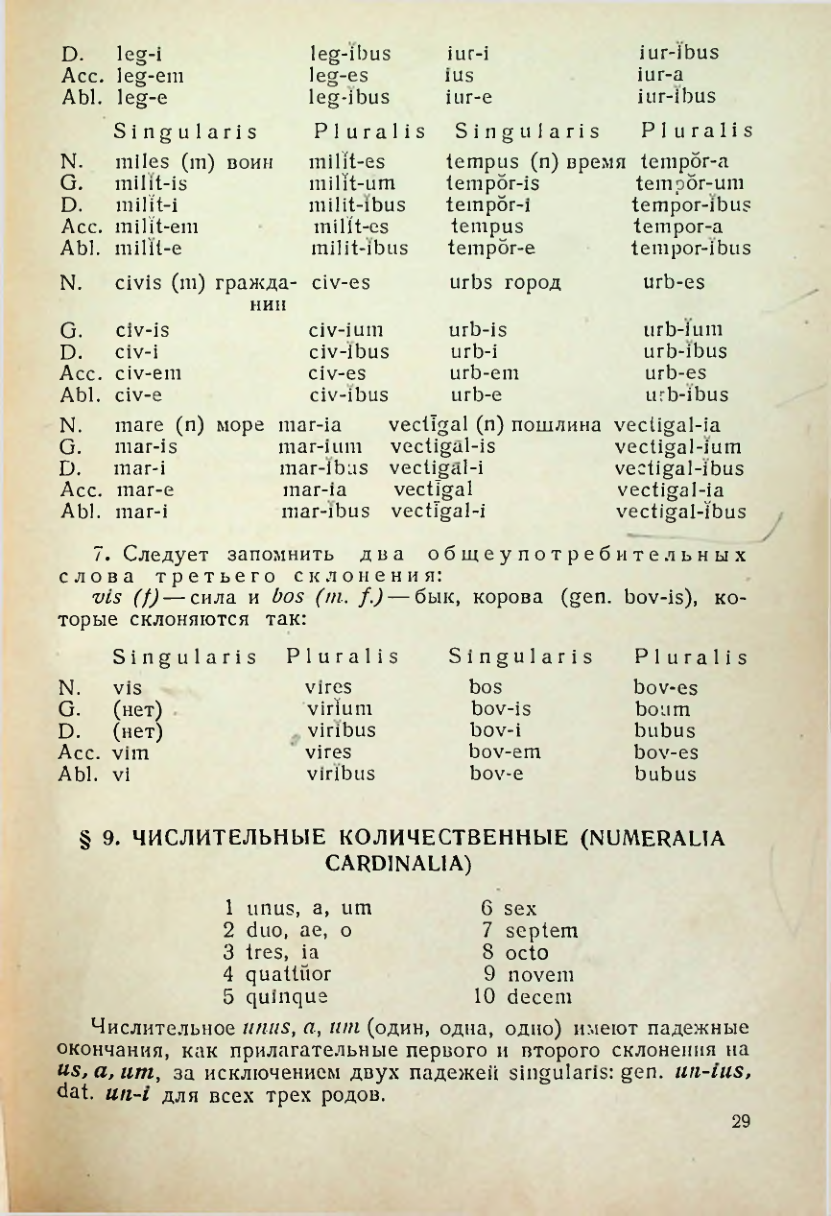 D. leg-i leg-ĭbus iur-i iur-ĭbus
Acc. leg-em leg-es ius iur-a
Abl. leg-e leg-ĭbus iur-e iur-ĭbus
Singularis Pluralis Singularis Pluralis
N. miles (m) воин milĭt-es tempus (n) время tempŏr-a
G. milĭt-is milĭt-um tempŏr-is tempŏr-um
D. milĭt-i milit-ĭbus tempŏr-i tempor-ĭbus
Acc. milĭt-em milĭt-es tempus tempor-a
Abl. milĭt-e milit-ĭbus tempŏr-e tempor-ĭbus
N. civis (m) гражда- civ-es urbs город urb-es
нин
G. civ-is civ-ium urb-is urb-ĭum
D. civ-i civ-ĭbus urb-i urb-ĭbus
Acc. civ-em civ-es urb-em urb-es
Abl. civ-e civ-ĭbus urb-e urb-ĭbus
N. mare (n) море mar-ia vectīgal (n) пошлина vectigal-ia
G. mar-is mar-ium vectigāl-is vectigal-ĭum
D. mar-i mar-ĭbus vectigāl-i vectigal-ĭbus
Acc. mar-e mar-ia vectīgal vectigal-ia
Abl. mar-i mar-ĭbus vectīgal-i vectigal-ĭbus
7. Следует запомнить два общеупотребительных
слова третьего склонения:
vis (f) — сила и bos (m. f.) — бык, корова (gen. bov-is), ко-
торые склоняются так:
Singularis Pluralis Singularis Pluralis
N. vis vires bos bov-es
G. (нет) virĭum bov-is boum
D. (нет) virĭbus bov-i bubus
Acc. vim vires bov-em bov-es
Abl. vi virĭbus bov-e bubus
§ 9. ЧИСЛИТЕЛЬНЫЕ КОЛИЧЕСТВЕННЫЕ (NUMERALIA
CARDINALIA)
1 unus, a, um 6 sex
2 duo, ae, o 7 septem
3 tres, ia 8 octo
4 quattŭor 9 novem
5 quinque 10 decem
Числительное unus, a, um (один, одна, одно) имеют падежные
окончания, как прилагательные первого и второго склонения на
us, a, um, за исключением двух падежей singularis: gen. un-ius,
dat. un-i для всех трех родов.
29